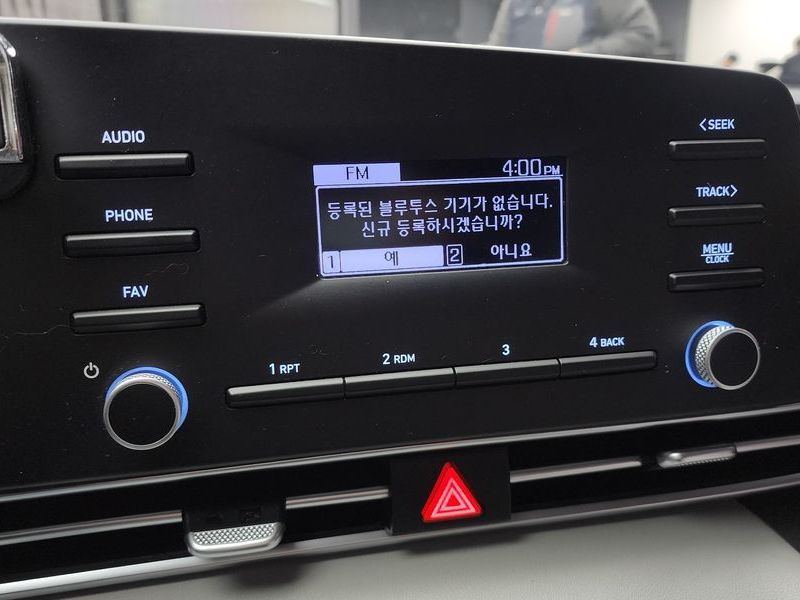 AUDIO
PHONE
FAV
FM 4:00PM
등록된 블루투스 기기가 없습니다.
신규 등록하시겠습니까?
1 예 2 아니요
<SEEK
TRACK>
MENU
CLOCK
1 RPT 2 RDM 3 4 BACK